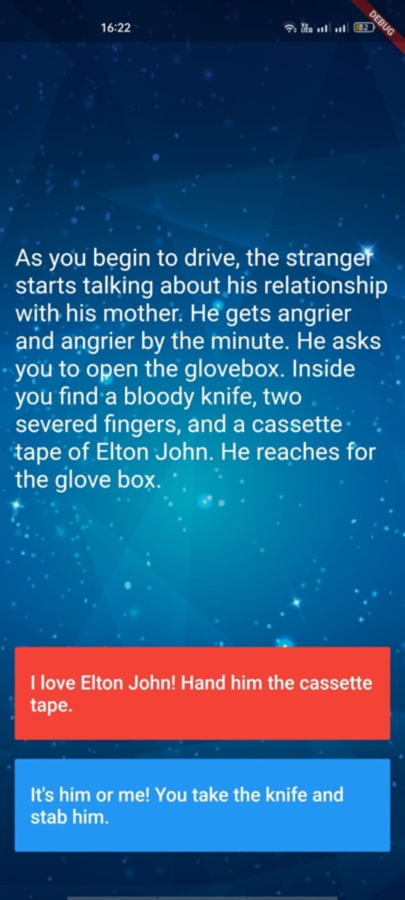 16:22
DEBUG
As you begin to drive, the stranger
starts talking about his relationship
with his mother. He gets angrier
and angrier by the minute. He asks
you to open the glovebox. Inside
you find a bloody knife, two
severed fingers, and a cassette
tape of Elton John. He reaches for
the glove box.
I love Elton John! Hand him the cassette
tape.
It's him or me! You take the knife and
stab him.